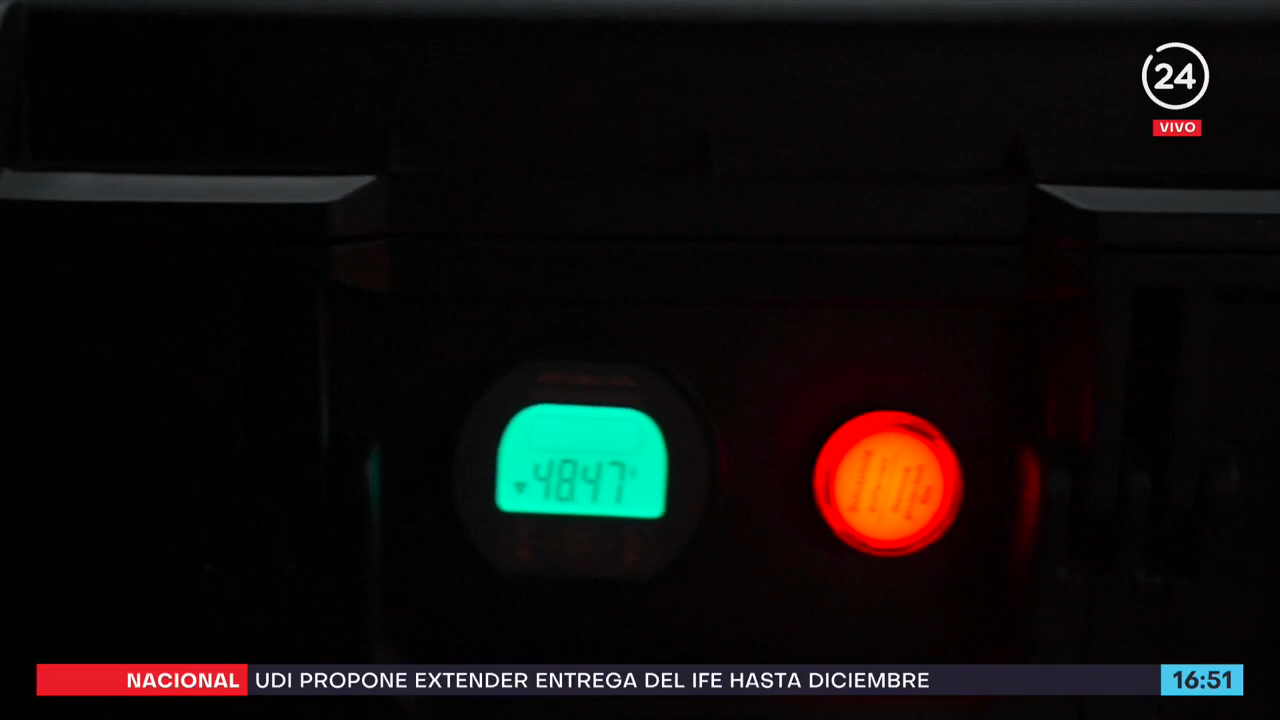 24
VIVO
48.47
NACIONAL
UDI PROPONE EXTENDER ENTREGA DEL IFE HASTA DICIEMBRE
16:51